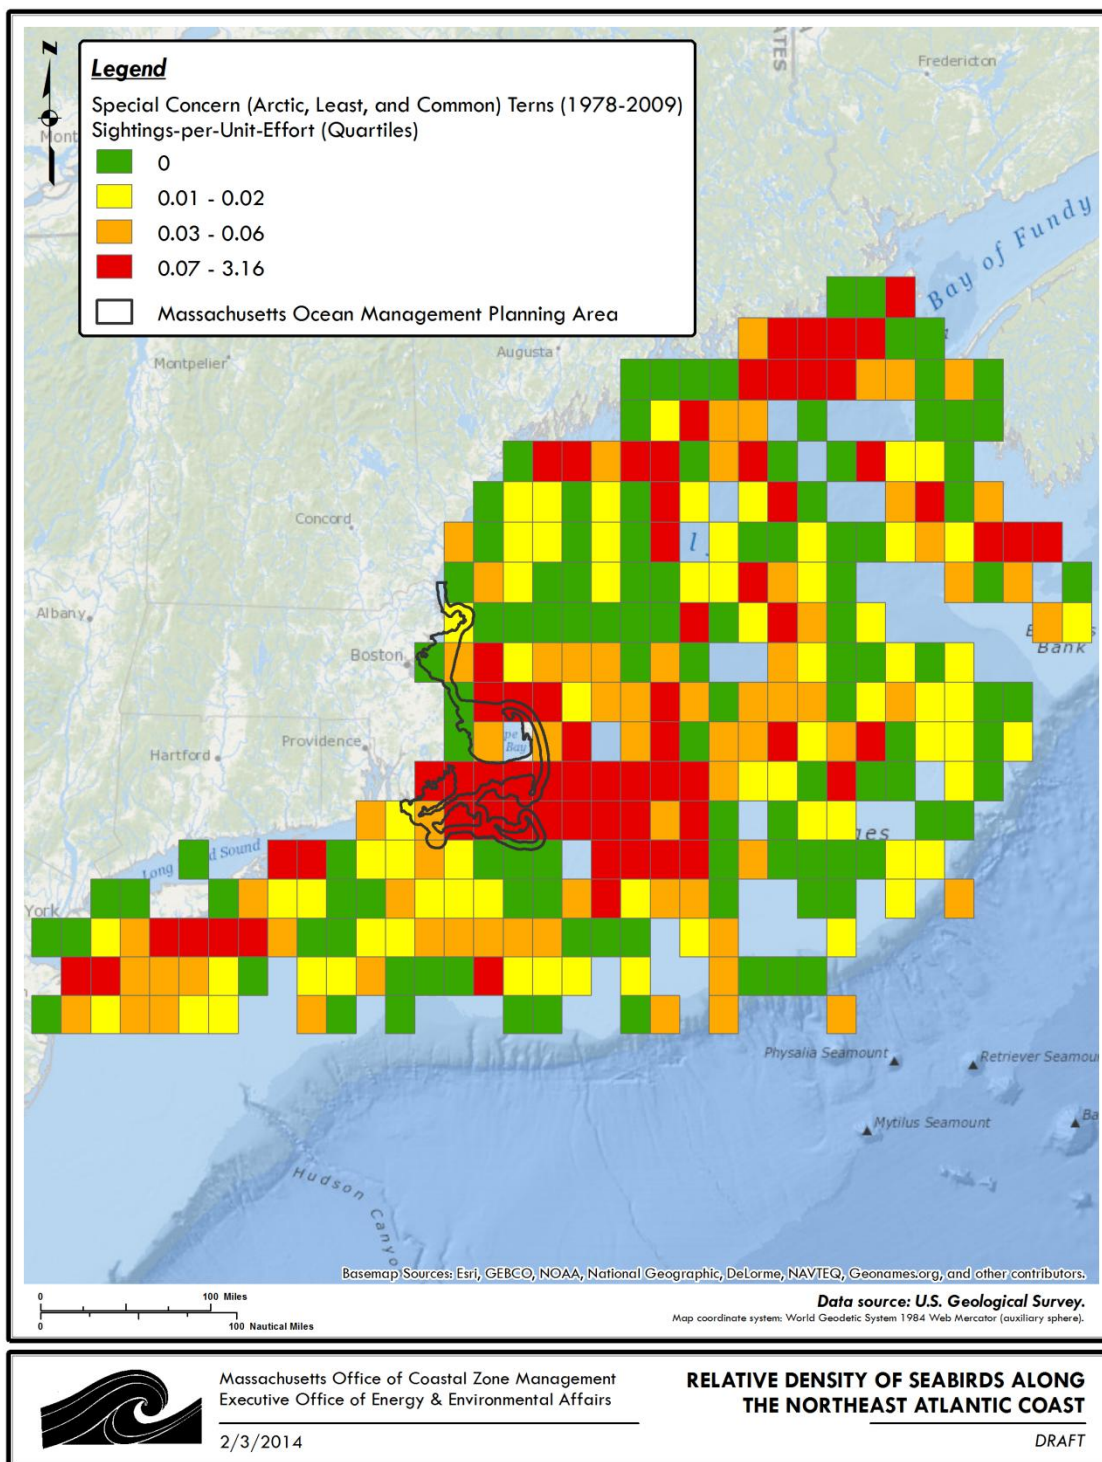 N
Legend
Special Concern (Arctic, Least, and Common) Terns (1978-2009)
Sightings-per-Unit-Effort (Quartiles)
0
0.01 - 0.02
0.03 - 0.06
0.07 - 3.16
Massachusetts Ocean Management Planning Area
ATES
Fredericton
Mont
Bay of Fundy
Montpelier
Augusta
Concord
Albany
Boston
Bank
Hartford
Providence
pe
Bay
ges
Long
d Sound
York
Physalia Seamount
Retriever Seamou
Mytilus Seamount
Ba
Hudson Canyo
Basemap Sources: Esri, GEBCO, NOAA, National Geographic, DeLorme, NAVTEQ, Geonames.org, and other contributors.
0 100 Miles
0 100 Nautical Miles
Data source: U.S. Geological Survey.
Map coordinate system: World Geodetic System 1984 Web Mercator (auxiliary sphere).
Massachusetts Office of Coastal Zone Management
Executive Office of Energy & Environmental Affairs
2/3/2014
RELATIVE DENSITY OF SEABIRDS ALONG
THE NORTHEAST ATLANTIC COAST
DRAFT